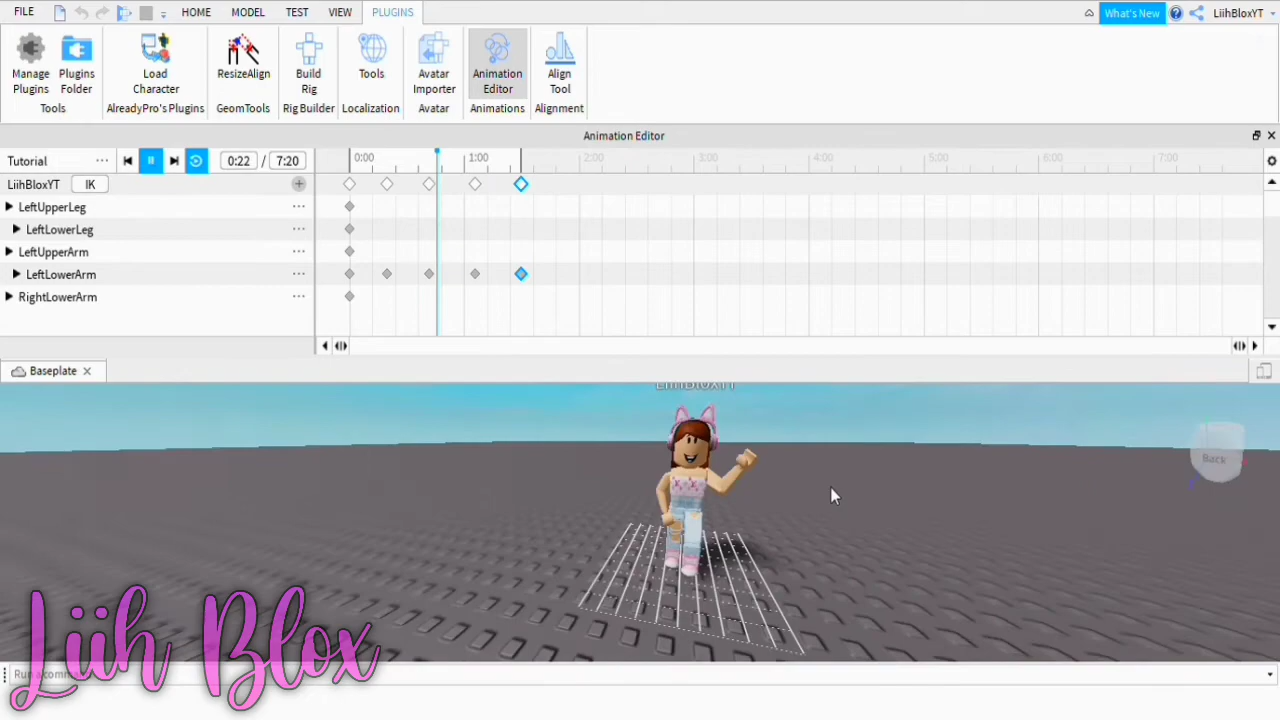 FILE HOME MODEL TEST VIEW PLUGINS What's New LiihBloxYT
Manage Plugins
Plugins Folder
Load Character
ResizeAlign
Build Rig
Tools
Avatar Importer
Animation Editor
Align Tool
Tools AlreadyPro's Plugins GeomTools Rig Builder Localization Avatar Animations Alignment
Animation Editor
Tutorial ··· 0:22 / 7:20 0:00 1:00 2:00 3:00 4:00 5:00 6:00 7:00
LiihBloxYT IK
LeftUpperLeg ···
LeftLowerLeg ···
LeftUpperArm ···
LeftLowerArm ···
RightLowerArm ···
Baseplate
LiihBloxYT
Back
Liih Blox
Run a command